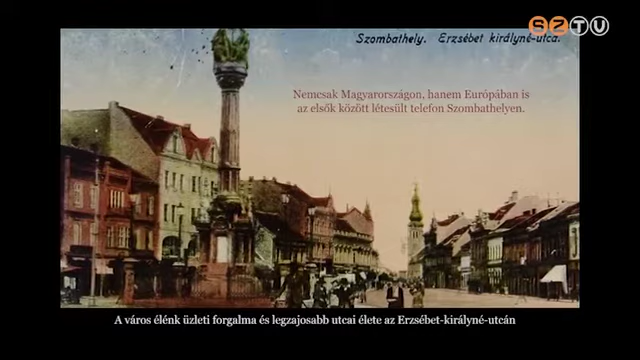 SZTV
Szombathely. Erzsébet királyné-utca.
Nemcsak Magyarországon, hanem Európában is
az elsők között létesült telefon Szombathelyen.
A város élénk üzleti forgalma és legzajosabb utcai élete az Erzsébet-királyné-utcán